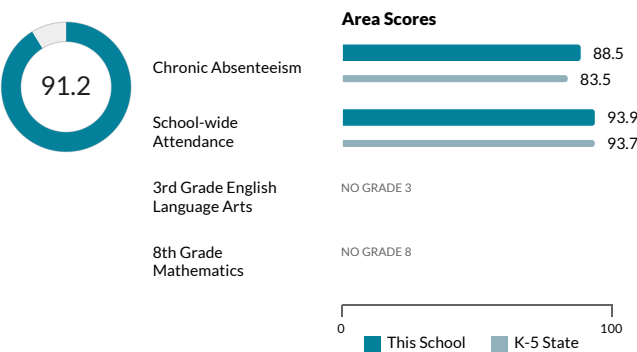 Area Scores
91.2
Chronic Absenteeism
88.5
83.5
School-wide
Attendance
93.9
93.7
3rd Grade English
Language Arts
NO GRADE 3
8th Grade
Mathematics
NO GRADE 8
0
100
This School
K-5 State